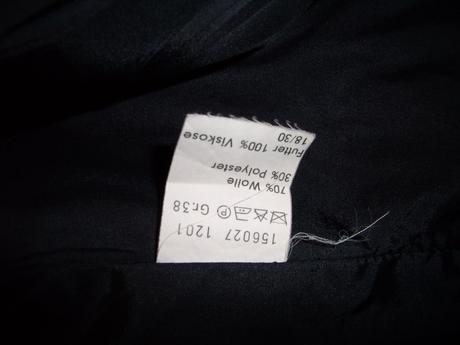 156027 1201
Ⓟ Gr.38
70% Wolle
30% Polyester
Futter 100% Viskose
18/30